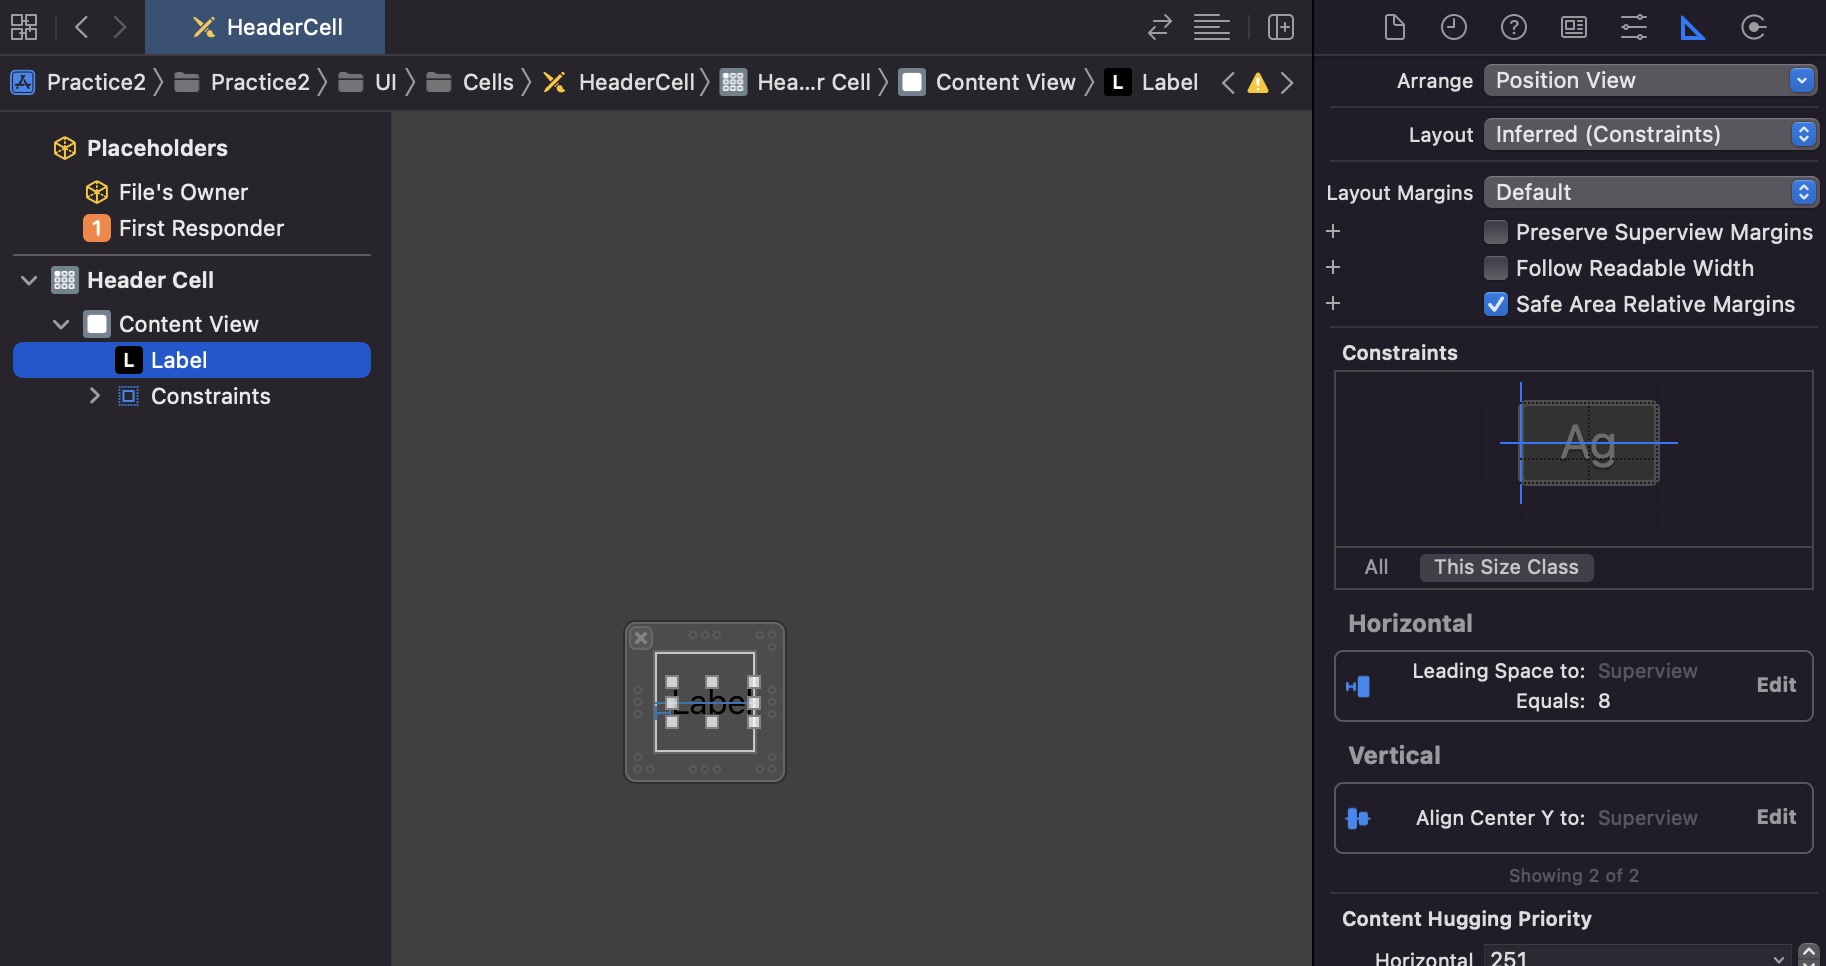 HeaderCell
Practice2 Practice2 UI Cells HeaderCell Hea...r Cell Content View L Label
Placeholders
File's Owner
1 First Responder
Header Cell
Content View
L Label
Constraints
Label
Arrange Position View
Layout Inferred (Constraints)
Layout Margins Default
Preserve Superview Margins
Follow Readable Width
Safe Area Relative Margins
Constraints
Ag
All This Size Class
Horizontal
Leading Space to: Superview
Equals: 8
Edit
Vertical
Align Center Y to: Superview Edit
Showing 2 of 2
Content Hugging Priority
Horizontal 251